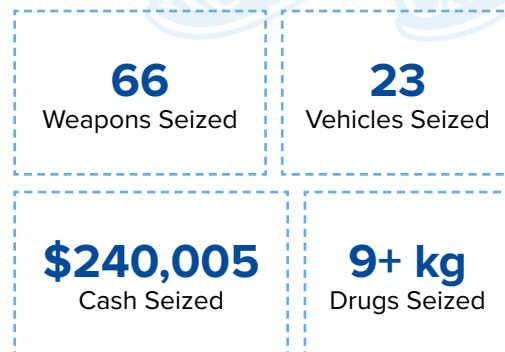 66
Weapons Seized
23
Vehicles Seized
$240,005
Cash Seized
9+ kg
Drugs Seized